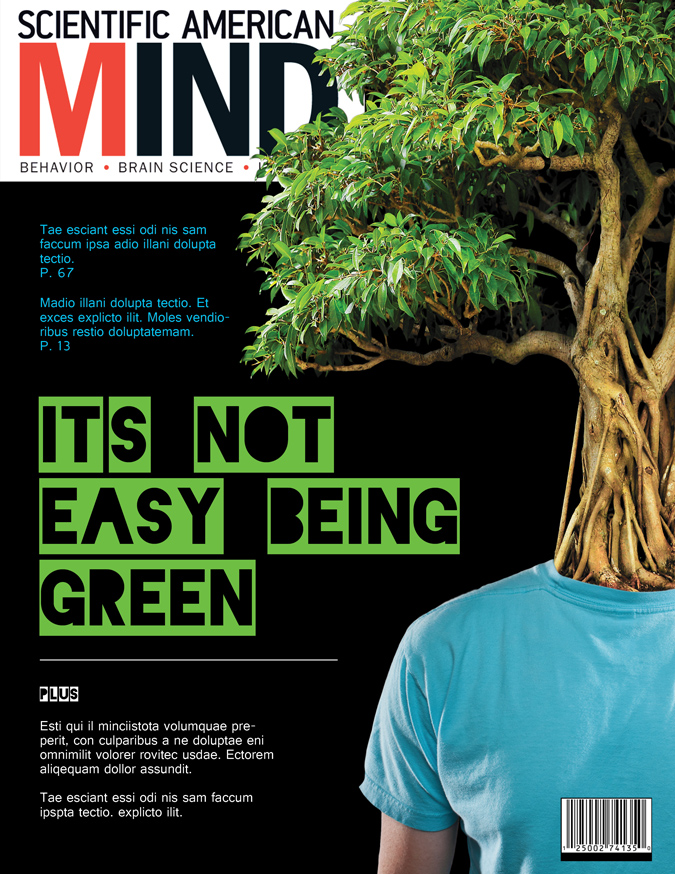 SCIENTIFIC AMERICAN
MIND
BEHAVIOR • BRAIN SCIENCE •
Tae esciant essi odi nis sam
faccum ipsa adio illani dolupta
tectio.
P. 67
Madio illani dolupta tectio. Et
exces explicto ilit. Moles vendio-
ribus restio doluptatemam.
P. 13
ITS NOT
EASY BEING
GREEN
PLUS
Esti qui il minciistota volumquae pre-
perit, con culparibus a ne doluptae eni
omnimilit volorer rovitec usdae. Ectorem
aliqequam dollor assundit.
Tae esciant essi odi nis sam faccum
ipspta tectio. explicto ilit.
1 25002 74135 0